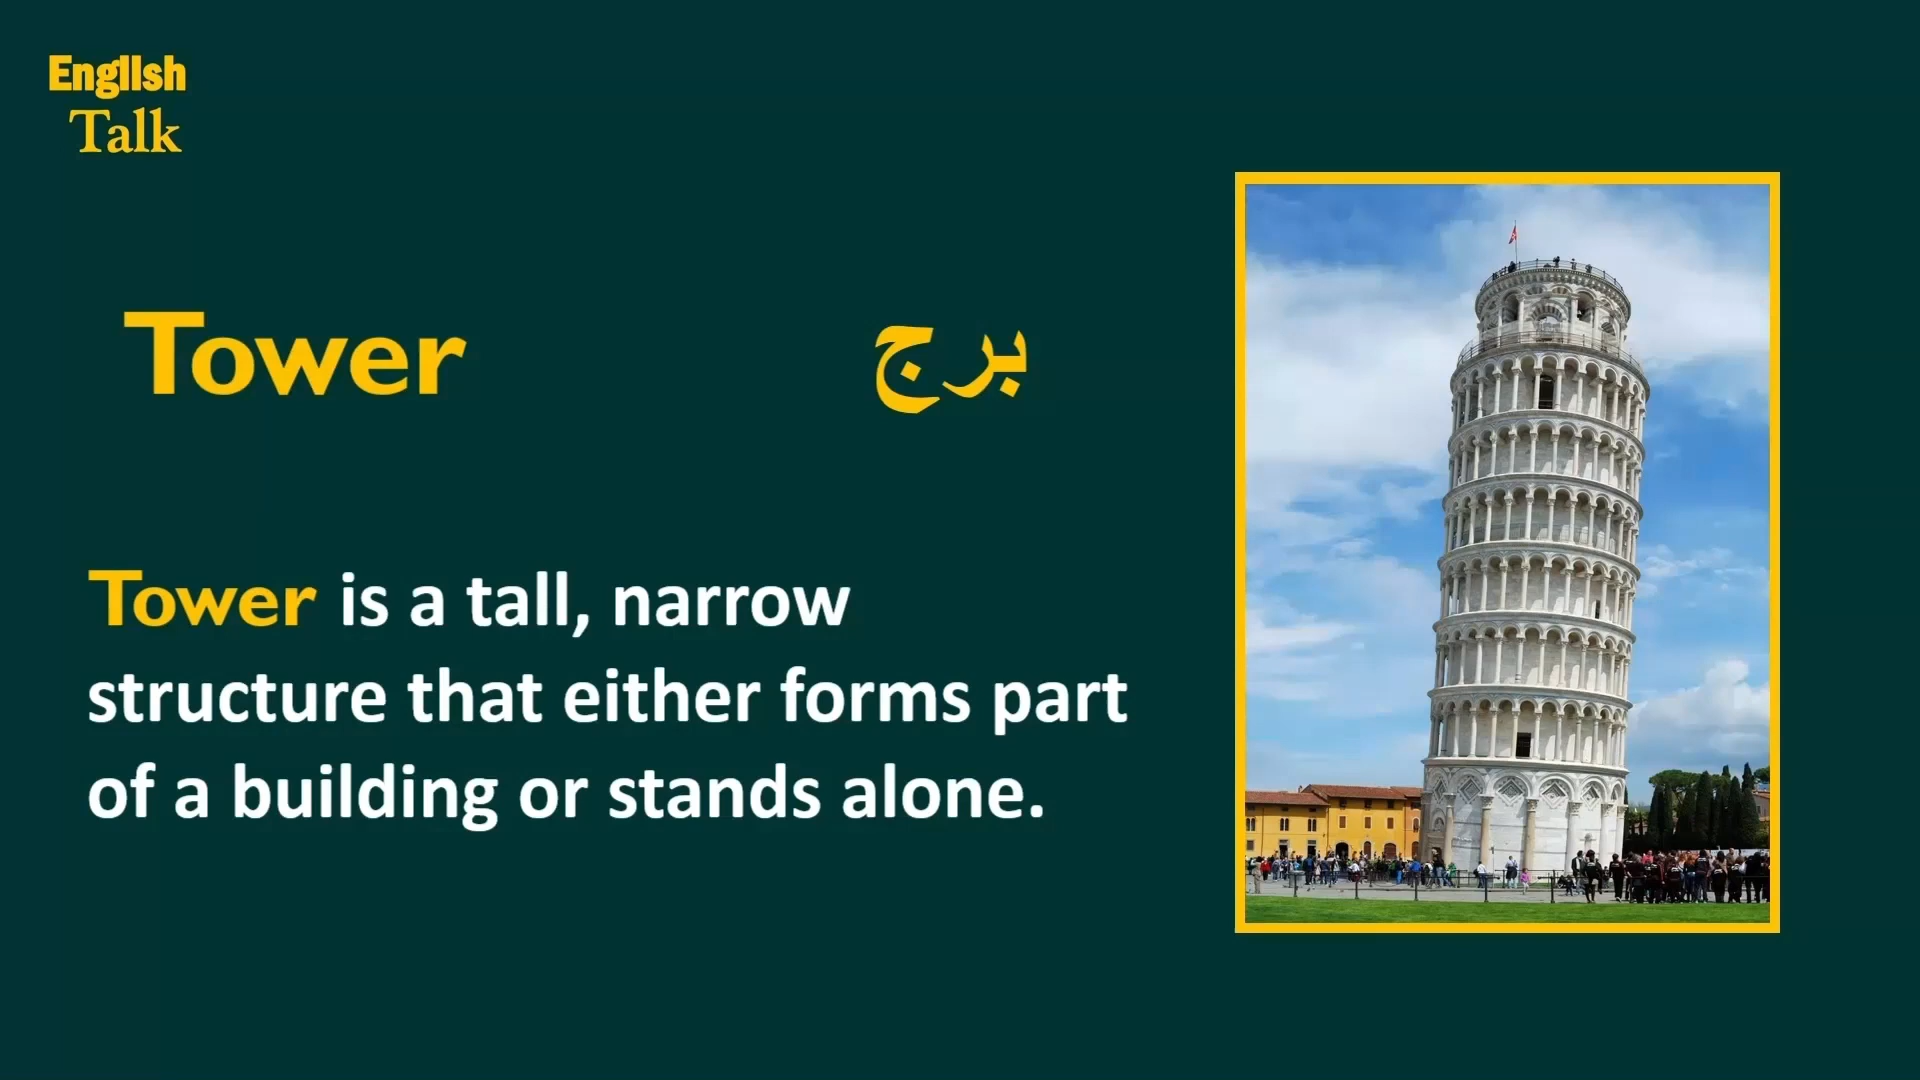 English
Talk
Tower
برج
Tower is a tall, narrow
structure that either forms part
of a building or stands alone.